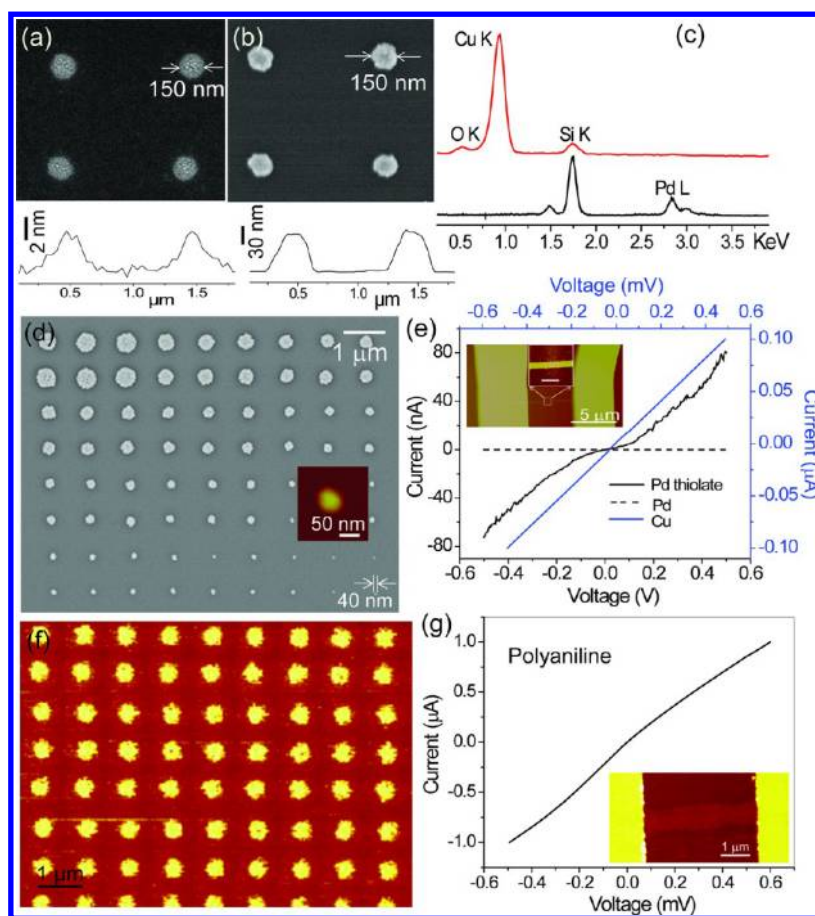 (a)
150 nm
(b)
150 nm
(c)
Cu K
O K
Si K
Pd L
0.5 1.0 1.5 2.0 2.5 3.0 3.5 KeV
2 nm
0.5 1.5
µm
30 nm
0.5 1.5
µm
(d)
1 µm
50 nm
40 nm
(e)
Voltage (mV)
-0.6 -0.4 -0.2 0.0 0.2 0.4 0.6
80
40
0
-40
-80
Current (nA)
5 µm
Pd thiolate
Pd
Cu
0.10
0.05
0.00
-0.05
-0.10
Current (µA)
-0.6 -0.4 -0.2 0.0 0.2 0.4 0.6
Voltage (V)
(f)
1 µm
(g)
Polyaniline
1.0
0.5
0.0
-0.5
-1.0
Current (µA)
1 µm
-0.6 -0.4 -0.2 0.0 0.2 0.4 0.6
Voltage (mV)